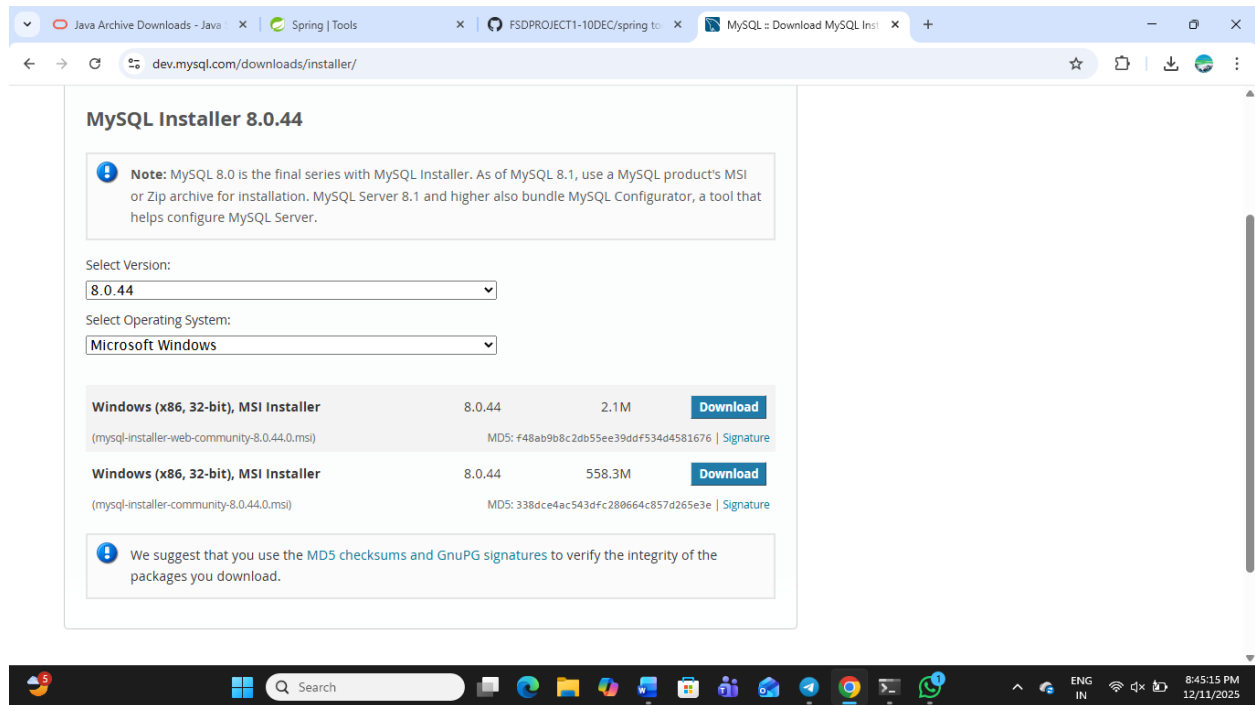 Java Archive Downloads - Java S
Spring | Tools
FSDPROJECT1-10DEC/spring to
MySQL :: Download MySQL Inst
dev.mysql.com/downloads/installer/
MySQL Installer 8.0.44
Note: MySQL 8.0 is the final series with MySQL Installer. As of MySQL 8.1, use a MySQL product's MSI
or Zip archive for installation. MySQL Server 8.1 and higher also bundle MySQL Configurator, a tool that
helps configure MySQL Server.
Select Version:
8.0.44
Select Operating System:
Microsoft Windows
Windows (x86, 32-bit), MSI Installer 8.0.44 2.1M Download
(mysql-installer-web-community-8.0.44.0.msi) MD5: f48ab9b8c2db55ee39ddf534d4581676 | Signature
Windows (x86, 32-bit), MSI Installer 8.0.44 558.3M Download
(mysql-installer-community-8.0.44.0.msi) MD5: 338dce4ac543dfc280664c857d265e3e | Signature
We suggest that you use the MD5 checksums and GnuPG signatures to verify the integrity of the
packages you download.
5
Search
1
ENG
IN
8:45:15 PM
12/11/2025